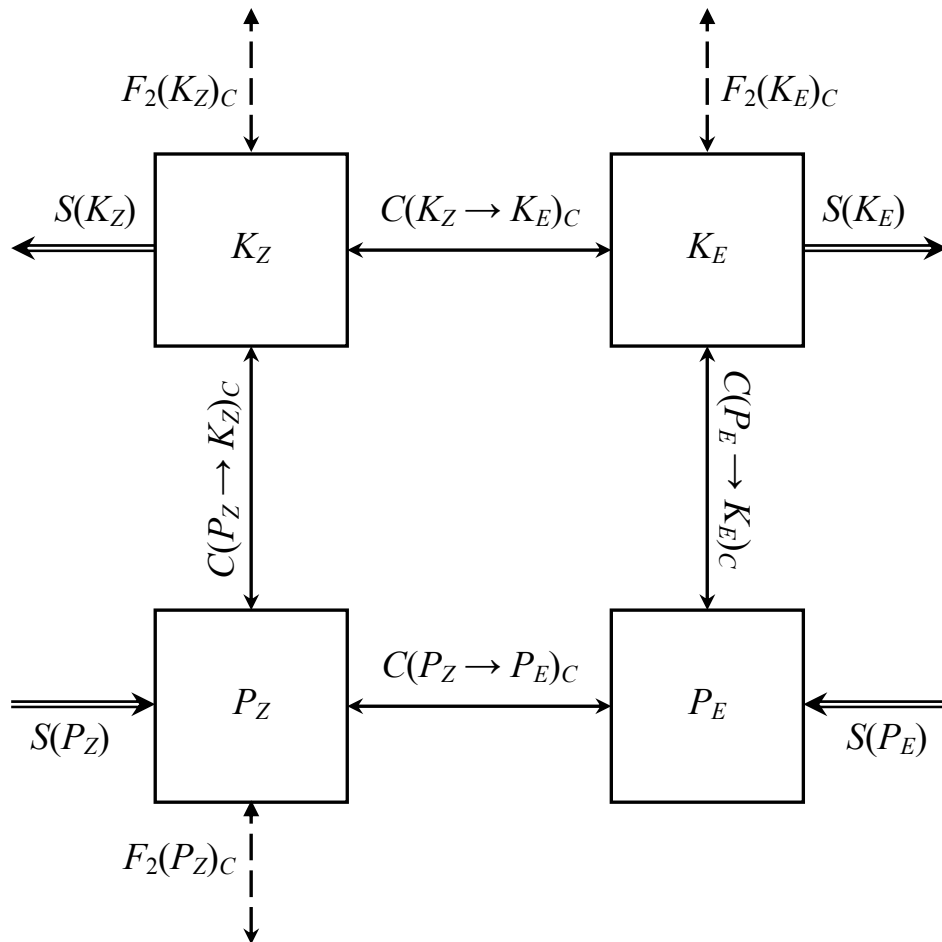 F₂(K_Z)_C
F₂(K_E)_C
S(K_Z)
C(K_Z → K_E)_C
S(K_E)
K_Z
K_E
C(P_Z → K_Z)_C
C(P_E → K_E)_C
C(P_Z → P_E)_C
P_Z
P_E
S(P_Z)
S(P_E)
F₂(P_Z)_C